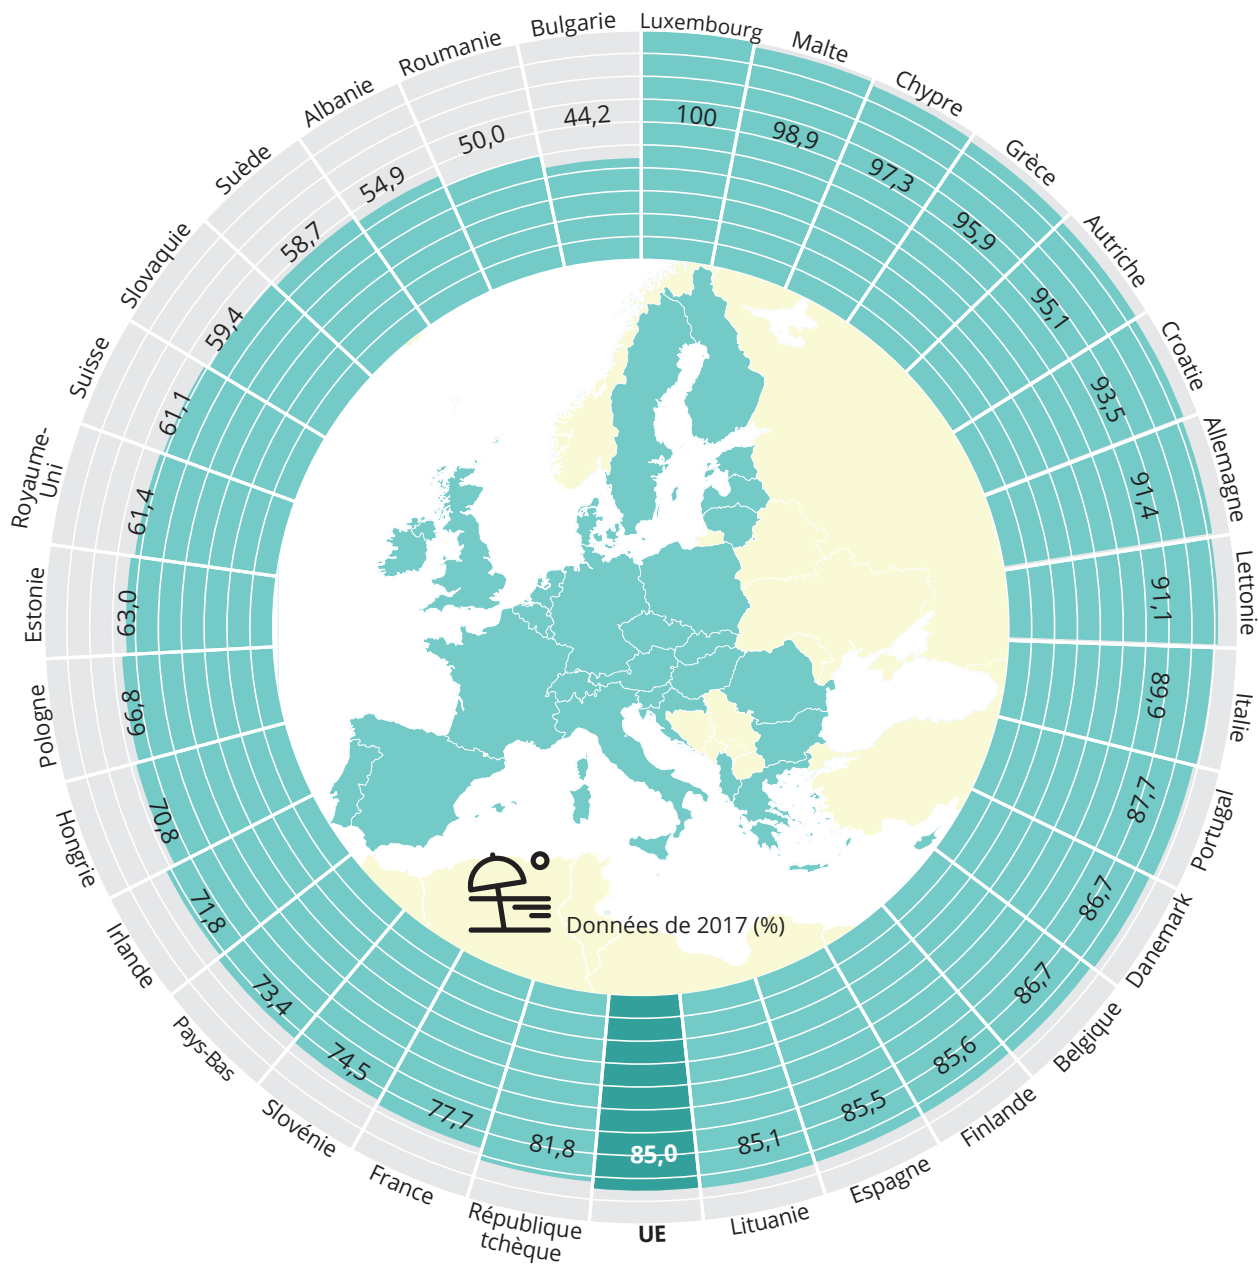 Luxembourg
100
Malte
98,9
Chypre
97,3
Grèce
95,9
Autriche
95,1
Croatie
93,5
Allemagne
91,4
Lettonie
91,1
Italie
89,9
Portugal
87,7
Danemark
86,7
Belgique
86,7
Finlande
85,6
Espagne
85,5
Lituanie
85,1
UE
85,0
République
tchèque
81,8
France
77,7
Slovénie
74,5
Pays-Bas
73,4
Irlande
71,8
Hongrie
70,8
Pologne
66,8
Estonie
63,0
Royaume-
Uni
61,4
Suisse
61,1
Slovaquie
59,4
Suède
58,7
Albanie
54,9
Roumanie
50,0
Bulgarie
44,2
Données de 2017 (%)